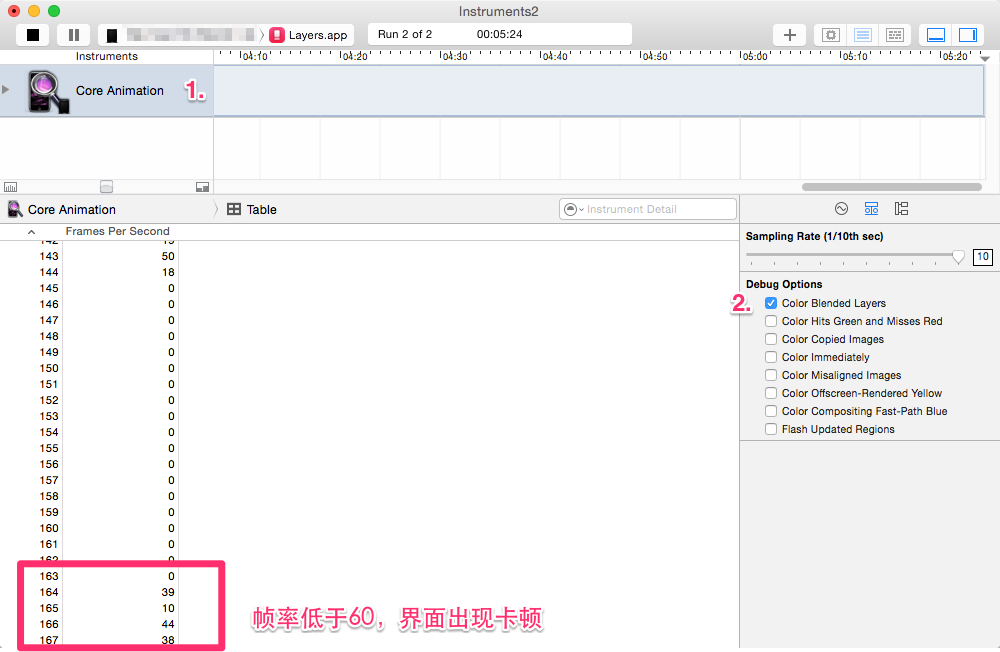 Instruments2
Layers.app
Run 2 of 2 00:05:24
Instruments
04:10 04:20 04:30 04:40 04:50 05:00 05:10 05:20
Core Animation 1.
Core Animation Table Instrument Detail
Frames Per Second
142 19
143 50
144 18
145 0
146 0
147 0
148 0
149 0
150 0
151 0
152 0
153 0
154 0
155 0
156 0
157 0
158 0
159 0
160 0
161 0
162 0
163 0
164 39
165 10
166 44
167 38
帧率低于60，界面出现卡顿
Sampling Rate (1/10th sec)
10
Debug Options
2. Color Blended Layers
Color Hits Green and Misses Red
Color Copied Images
Color Immediately
Color Misaligned Images
Color Offscreen-Rendered Yellow
Color Compositing Fast-Path Blue
Flash Updated Regions